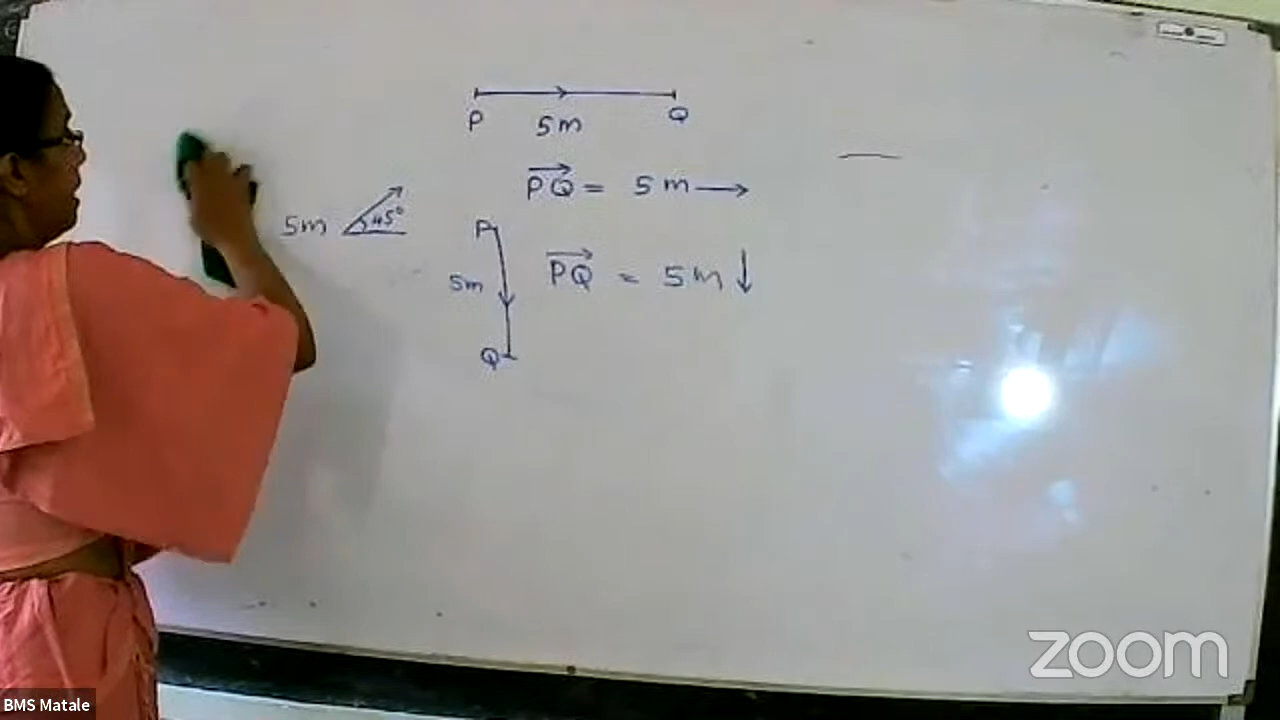 P 5m Q
PQ = 5m →
5m 45°
P
5m
Q
PQ = 5m ↓
zoom
BMS Matale